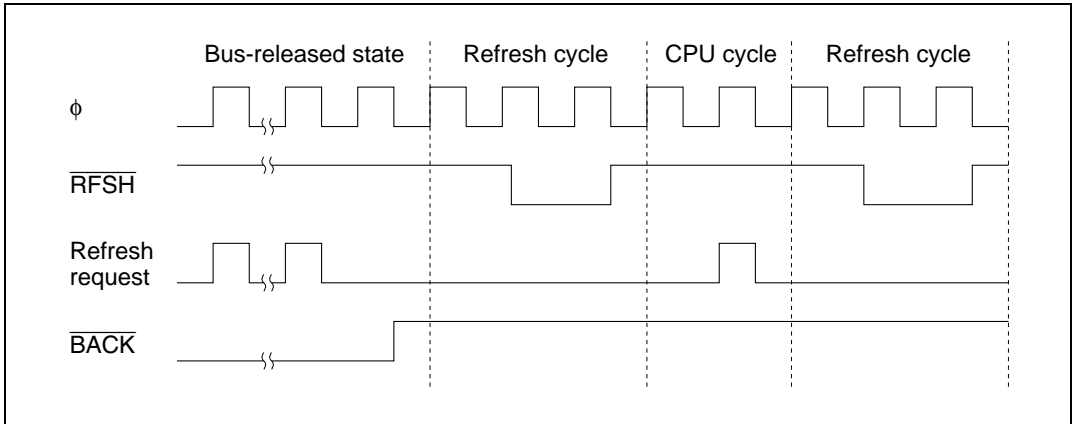 Bus-released state Refresh cycle CPU cycle Refresh cycle
ϕ
RFSH
Refresh
request
BACK